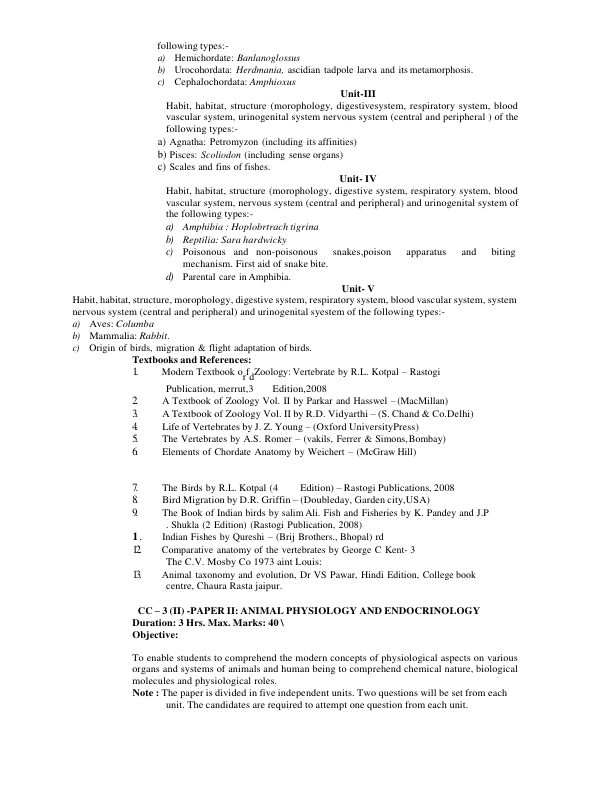 following types:-
a) Hemichordate: Banlanoglossus
b) Urocohordata: Herdmania, ascidian tadpole larva and its metamorphosis.
c) Cephalochordata: Amphioxus
Unit-III
Habit, habitat, structure (morophology, digestivesystem, respiratory system, blood
vascular system, urinogenital system nervous system (central and peripheral ) of the
following types:-
a) Agnatha: Petromyzon (including its affinities)
b) Pisces: Scoliodon (including sense organs)
c) Scales and fins of fishes.
Unit- IV
Habit, habitat, structure (morophology, digestive system, respiratory system, blood
vascular system, nervous system (central and peripheral) and urinogenital system of
the following types:-
a) Amphibia : Hoplobrtrach tigrina
b) Reptilia: Sara hardwicky
c) Poisonous and non-poisonous snakes,poison apparatus and biting
mechanism. First aid of snake bite.
d) Parental care in Amphibia.
Unit- V
Habit, habitat, structure, morophology, digestive system, respiratory system, blood vascular system, system
nervous system (central and peripheral) and urinogenital syestem of the following types:-
a) Aves: Columba
b) Mammalia: Rabbit.
c) Origin of birds, migration & flight adaptation of birds.
Textbooks and References:
1. Modern Textbook of Zoology: Vertebrate by R.L. Kotpal – Rastogi
rd
Publication, merrut,3 Edition,2008
2. A Textbook of Zoology Vol. II by Parkar and Hasswel –(MacMillan)
3. A Textbook of Zoology Vol. II by R.D. Vidyarthi – (S. Chand & Co.Delhi)
4. Life of Vertebrates by J. Z. Young – (Oxford UniversityPress)
5. The Vertebrates by A.S. Romer – (vakils, Ferrer & Simons,Bombay)
6. Elements of Chordate Anatomy by Weichert – (McGraw Hill)
7. The Birds by R.L. Kotpal (4 Edition) – Rastogi Publications, 2008
8. Bird Migration by D.R. Griffin – (Doubleday, Garden city,USA)
9. The Book of Indian birds by salim Ali. Fish and Fisheries by K. Pandey and J.P
. Shukla (2 Edition) (Rastogi Publication, 2008)
1. Indian Fishes by Qureshi – (Brij Brothers., Bhopal) rd
12. Comparative anatomy of the vertebrates by George C Kent- 3
The C.V. Mosby Co 1973 aint Louis:
13. Animal taxonomy and evolution, Dr VS Pawar, Hindi Edition, College book
centre, Chaura Rasta jaipur.
CC – 3 (II) -PAPER II: ANIMAL PHYSIOLOGY AND ENDOCRINOLOGY
Duration: 3 Hrs. Max. Marks: 40 \
Objective:
To enable students to comprehend the modern concepts of physiological aspects on various
organs and systems of animals and human being to comprehend chemical nature, biological
molecules and physiological roles.
Note : The paper is divided in five independent units. Two questions will be set from each
unit. The candidates are required to attempt one question from each unit.